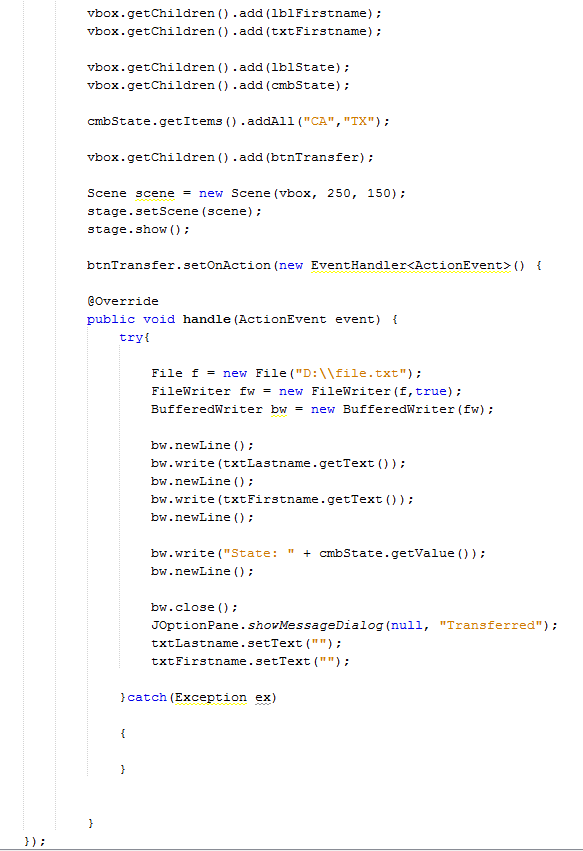 vbox.getChildren().add(lblFirstname);
vbox.getChildren().add(txtFirstname);
vbox.getChildren().add(lblState);
vbox.getChildren().add(cmbState);
cmbState.getItems().addAll("CA","TX");
vbox.getChildren().add(btnTransfer);
Scene scene = new Scene(vbox, 250, 150);
stage.setScene(scene);
stage.show();
btnTransfer.setOnAction(new EventHandler<ActionEvent>() {
@Override
public void handle(ActionEvent event) {
try{
File f = new File("D:\\file.txt");
FileWriter fw = new FileWriter(f,true);
BufferedWriter bw = new BufferedWriter(fw);
bw.newLine();
bw.write(txtLastname.getText());
bw.newLine();
bw.write(txtFirstname.getText());
bw.newLine();
bw.write("State: " + cmbState.getValue());
bw.newLine();
bw.close();
JOptionPane.showMessageDialog(null, "Transferred");
txtLastname.setText("");
txtFirstname.setText("");
}catch(Exception ex)
{
}
}
});